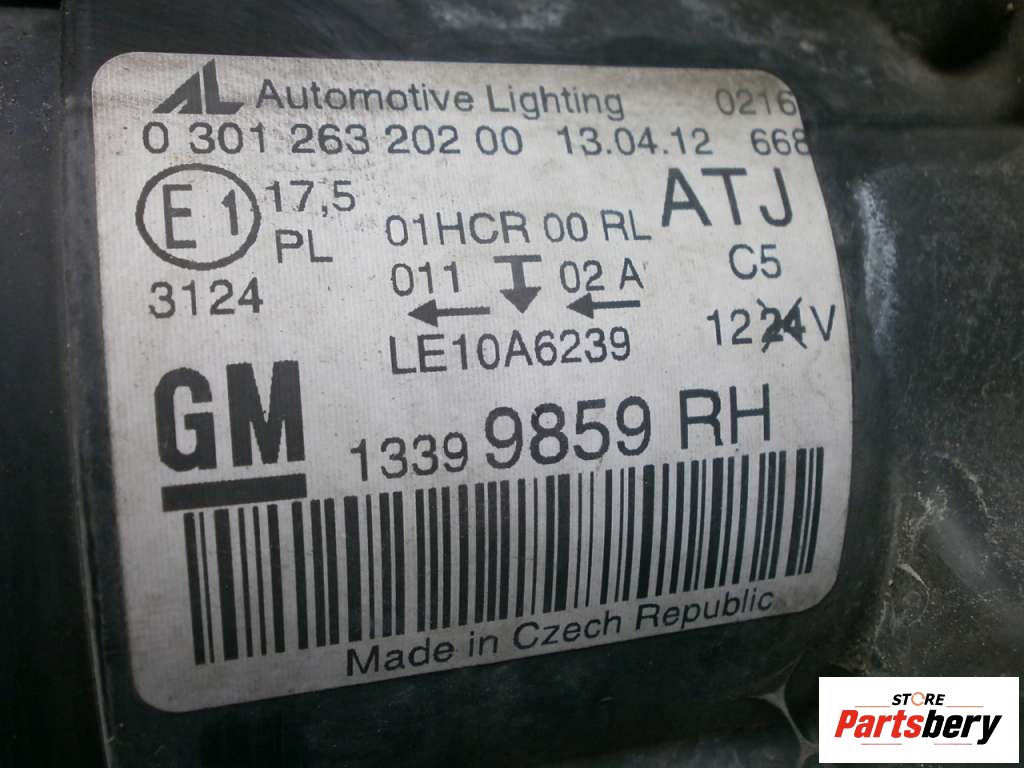 AL Automotive Lighting 0216
0 301 263 202 00 13.04.12 668
E1 17,5 01HCR 00 RL ATJ
PL 011 02 A C5
3124 LE10A6239 12 24 V
GM 1339 9859 RH
Made in Czech Republic
STORE
Partsbery